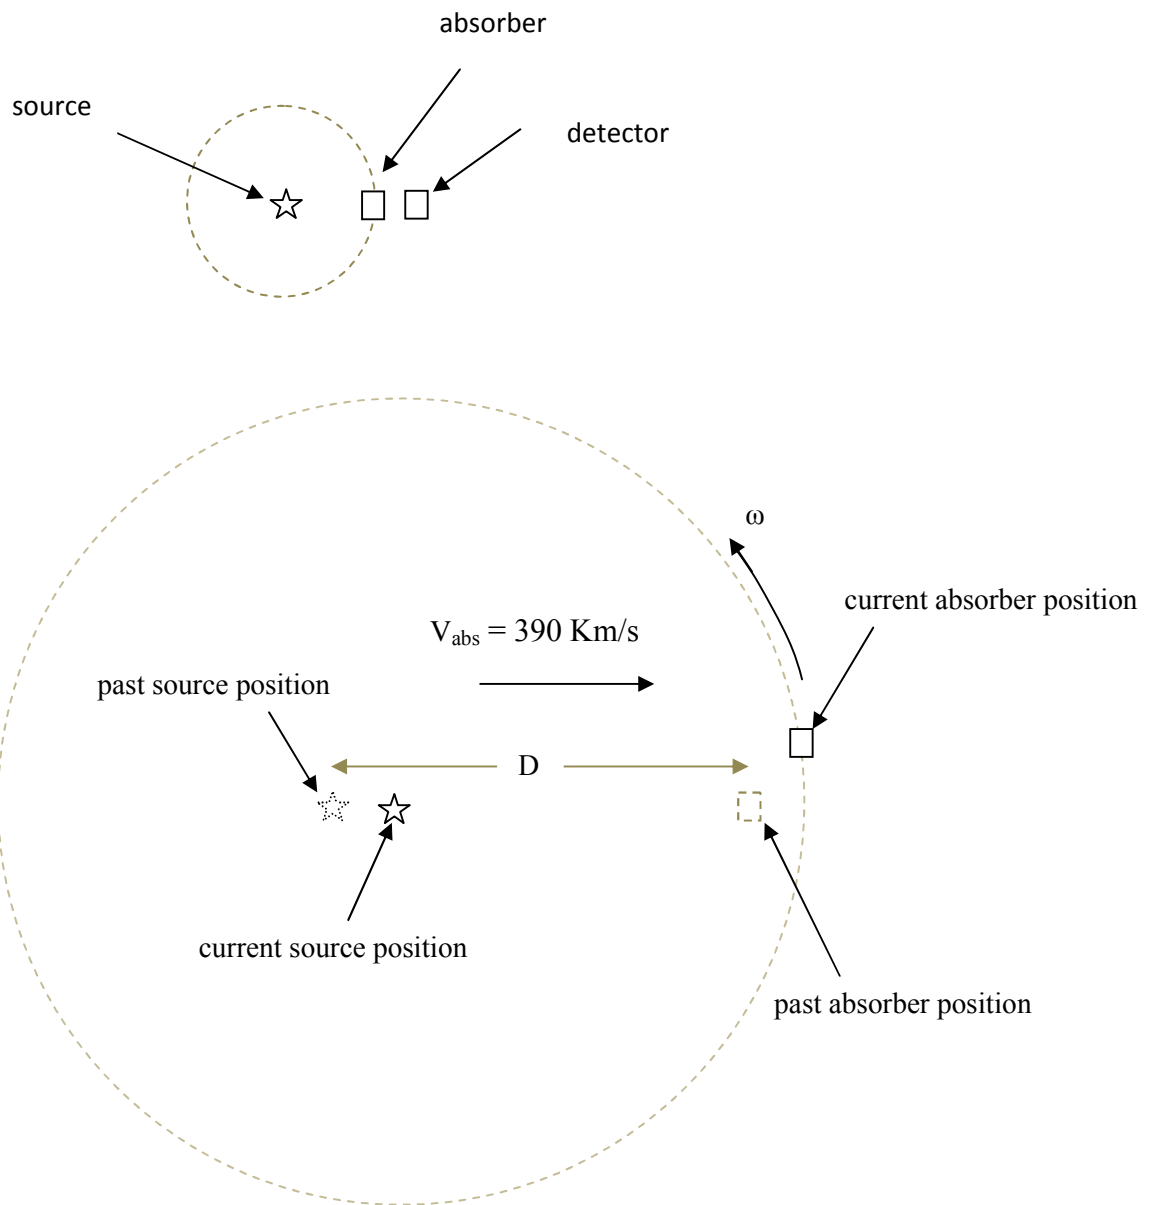 absorber
source
detector
ω
current absorber position
Vabs = 390 Km/s
past source position
D
current source position
past absorber position